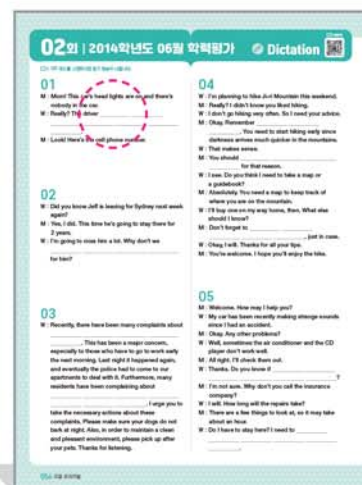 02회 | 2014학년도 06월 학력평가
Dictation
01
M : Mom! This car's head lights are on and there's
nobody in the car.
W : Really? The driver
M : Look! Here's the cell phone number.
02
W : Did you know Jeff is leaving for Sydney next week
again?
M : Yes, I did. This time he's going to stay there for
2 years.
W : I'm going to miss him a lot. Why don't we
for him?
03
W : Recently, there have been many complaints about
. This has been a major concern,
especially to those who have to go to work early
the next morning. Last night it happened again,
and eventually the police had to come to our
apartments to deal with it. Furthermore, many
residents have been complaining about
. I urge you to
take the necessary actions about these
complaints. Please make sure your dogs do not
bark at night. Also, in order to maintain a clean
and pleasant environment, please pick up after
your pets. Thanks for listening.
04
W : I'm planning to hike Jiri Mountain this weekend.
M : Really? I didn't know you liked hiking.
W : I don't go hiking very often. So I need your advice.
M : Okay. Remember
. You need to start hiking early since
darkness arrives much quicker in the mountains.
W : That makes sense.
M : You should
for that reason.
W : I see. Do you think I need to take a map or
a guidebook?
M : Absolutely. You need a map to keep track of
where you are on the mountain.
W : I'll buy one on my way home, then. What else
should I know?
M : Don't forget to
, just in case.
W : Okay. I will. Thanks for all your tips.
M : You're welcome. I hope you'll enjoy the hike.
05
M : Welcome. How may I help you?
W : My car has been recently making strange sounds
since I had an accident.
M : Okay. Any other problems?
W : Well, sometimes the air conditioner and the CD
player don't work well.
M : All right. I'll check them out.
W : Thanks. Do you know if
?
M : I'm not sure. Why don't you call the insurance
company?
W : I will. How long will the repairs take?
M : There are a few things to look at, so it may take
about an hour.
W : Do I have to stay here? I need to
.